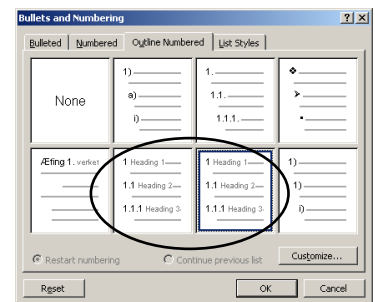 Bullets and Numbering
Bulleted Numbered Outline Numbered List Styles
None
1)
a)
i)
1.
1.1.
1.1.1.
Æfing 1. verket
1 Heading 1
1.1 Heading 2
1.1.1 Heading 3
1 Heading 1
1.1 Heading 2
1.1.1 Heading 3
1)
1)
i)
Restart numbering Continue previous list Customize...
Reset OK Cancel